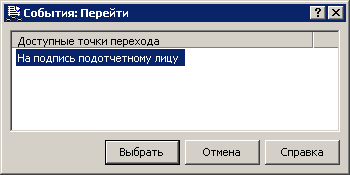 События: Перейти
Доступные точки перехода
На подпись подотчетному лицу
Выбрать
Отмена
Справка